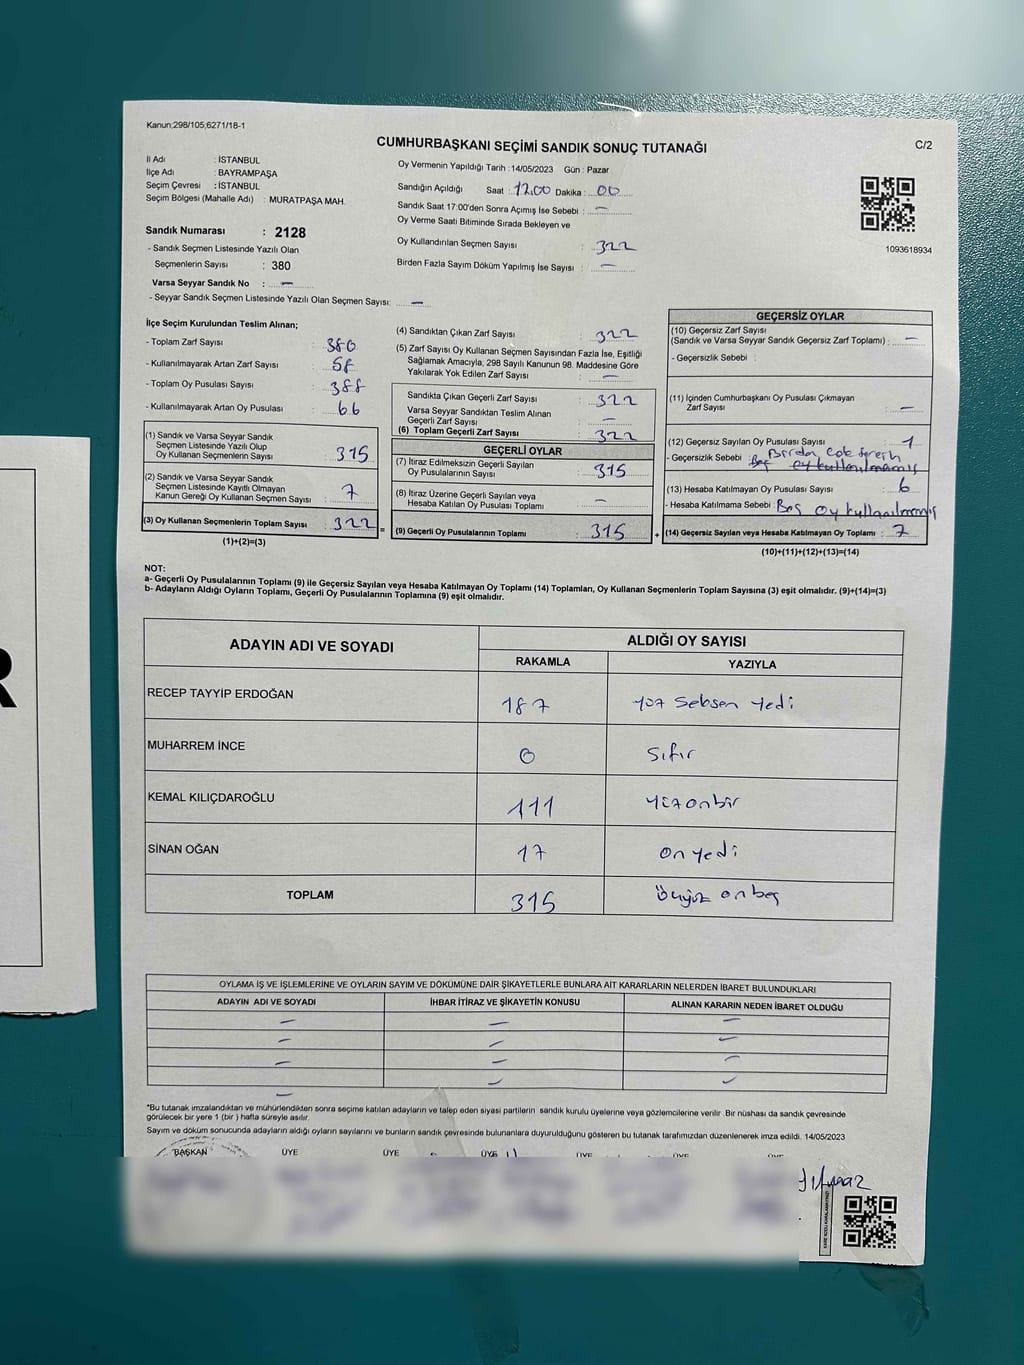 Kanun;298/105;6271/18-1
CUMHURBAŞKANI SEÇİMİ SANDIK SONUÇ TUTANAĞI
C/2
İl Adı : İSTANBUL
İlçe Adı : BAYRAMPAŞA
Seçim Çevresi : İSTANBUL
Seçim Bölgesi (Mahalle Adı) : MURATPAŞA MAH.
Sandık Numarası : 2128
- Sandık Seçmen Listesinde Yazılı Olan
Seçmenlerin Sayısı : 380
Varsa Seyyar Sandık No : —
- Seyyar Sandık Seçmen Listesinde Yazılı Olan Seçmen Sayısı: —
Oy Vermenin Yapıldığı Tarih :14/05/2023 Gün : Pazar
Sandığın Açıldığı Saat : 17.00 Dakika : 00
Sandık Saat 17:00'den Sonra Açımış İse Sebebi : —
Oy Verme Saati Bitiminde Sırada Bekleyen ve
Oy Kullandırılan Seçmen Sayısı : 322
Birden Fazla Sayım Döküm Yapılmış İse Sayısı : —
1093618934
İlçe Seçim Kurulundan Teslim Alınan;
- Toplam Zarf Sayısı : 380
- Kullanılmayarak Artan Zarf Sayısı : 58
- Toplam Oy Pusulası Sayısı : 388
- Kullanılmayarak Artan Oy Pusulası : 66
(1) Sandık ve Varsa Seyyar Sandık
Seçmen Listesinde Yazılı Olup
Oy Kullanan Seçmenlerin Sayısı : 315
(2) Sandık ve Varsa Seyyar Sandık
Seçmen Listesinde Kayıtlı Olmayan
Kanun Gereği Oy Kullanan Seçmen Sayısı : 7
(3) Oy Kullanan Seçmenlerin Toplam Sayısı : 322 =
(1)+(2)=(3)
(4) Sandıktan Çıkan Zarf Sayısı : 322
(5) Zarf Sayısı Oy Kullanan Seçmen Sayısından Fazla İse, Eşitliği
Sağlamak Amacıyla, 298 Sayılı Kanunun 98. Maddesine Göre
Yakılarak Yok Edilen Zarf Sayısı : —
Sandıkta Çıkan Geçerli Zarf Sayısı : 322
Varsa Seyyar Sandıktan Teslim Alınan
Geçerli Zarf Sayısı : —
(6) Toplam Geçerli Zarf Sayısı : 322
GEÇERLİ OYLAR
(7) İtiraz Edilmeksizin Geçerli Sayılan
Oy Pusulalarının Sayısı : 315
(8) İtiraz Üzerine Geçerli Sayılan veya
Hesaba Katılan Oy Pusulası Toplamı : —
(9) Geçerli Oy Pusulalarının Toplamı : 315 +
GEÇERSİZ OYLAR
(10) Geçersiz Zarf Sayısı
(Sandık ve Varsa Seyyar Sandık Geçersiz Zarf Toplamı) : —
- Geçersizlik Sebebi :
(11) İçinden Cumhurbaşkanı Oy Pusulası Çıkmayan
Zarf Sayısı : —
(12) Geçersiz Sayılan Oy Pusulası Sayısı : 1
- Geçersizlik Sebebi Birden çok
Boş oy kullanılmamış
(13) Hesaba Katılmayan Oy Pusulası Sayısı : 6
- Hesaba Katılmama Sebebi : Boş oy kullanılmamış
(14) Geçersiz Sayılan veya Hesaba Katılmayan Oy Toplamı : 7
(10)+(11)+(12)+(13)=(14)
NOT:
a- Geçerli Oy Pusulalarının Toplamı (9) ile Geçersiz Sayılan veya Hesaba Katılmayan Oy Toplamı (14) Toplamları, Oy Kullanan Seçmenlerin Toplam Sayısına (3) eşit olmalıdır. (9)+(14)=(3)
b- Adayların Aldığı Oyların Toplamı, Geçerli Oy Pusulalarının Toplamına (9) eşit olmalıdır.
ADAYIN ADI VE SOYADI
ALDIĞI OY SAYISI
RAKAMLA YAZIYLA
RECEP TAYYİP ERDOĞAN 187 yüz Seksen yedi
MUHARREM İNCE 0 Sıfır
KEMAL KILIÇDAROĞLU 111 yüzonbir
SİNAN OĞAN 17 On yedi
TOPLAM 315 Üçyüz onbeş
OYLAMA İŞ VE İŞLEMLERİNE VE OYLARIN SAYIM VE DÖKÜMÜNE DAİR ŞİKAYETLERLE BUNLARA AİT KARARLARIN NELERDEN İBARET BULUNDUKLARI
ADAYIN ADI VE SOYADI İHBAR İTİRAZ VE ŞİKAYETİN KONUSU ALINAN KARARIN NEDEN İBARET OLDUĞU
— — —
— — —
— — —
— — —
*Bu tutanak imzalandıktan ve mühürlendikten sonra seçime katılan adayların ve talep eden siyasi partilerin sandık kurulu üyelerine veya gözlemcilerine verilir. Bir nüshası da sandık çevresinde
görülecek bir yere 1 (bir ) hafta süreyle asılır.
Sayım ve döküm sonucunda adayların aldığı oyların sayılarını ve bunların sandık çevresinde bulunanlara duyurulduğunu gösteren bu tutanak tarafımızdan düzenlenerek imza edildi. 14/05/2023
BAŞKAN ÜYE ÜYE ÜYE ÜYE ÜYE ÜYE
Yılmaz
R